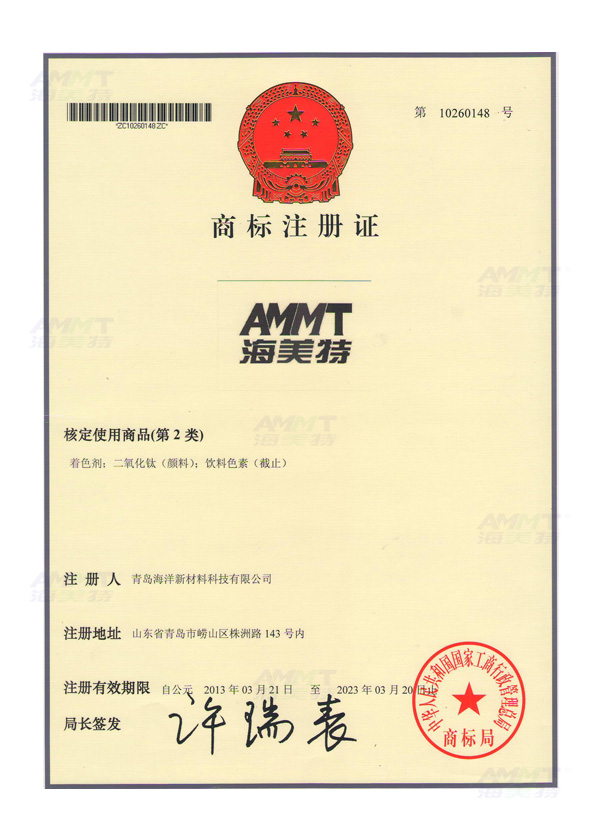 *ZC10260148ZC*
第 10260148 号
商标注册证
AMMT
海美特
核定使用商品(第 2 类)
着色剂；二氧化钛（颜料）；饮料色素（截止）
注册人 青岛海洋新材料科技有限公司
注册地址 山东省青岛市崂山区株洲路 143 号内
注册有效期限 自公元 2013 年 03 月 21 日 至 2023 年 03 月 20 日止
局长签发 许瑞表
中华人民共和国国家工商行政管理总局
商标局